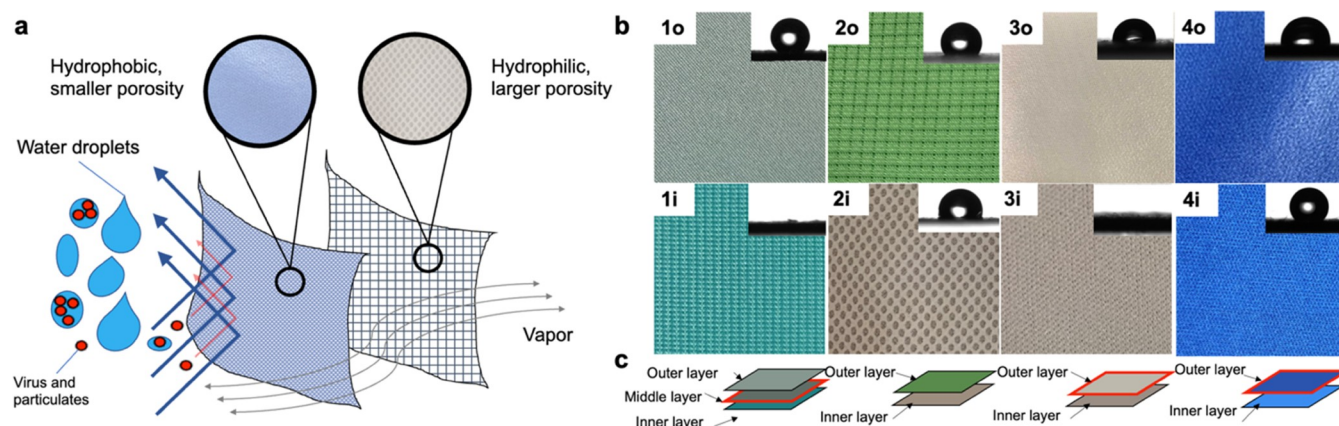 a
Hydrophobic,
smaller porosity
Hydrophilic,
larger porosity
Water droplets
Virus and
particulates
Vapor
b
1o
2o
3o
4o
1i
2i
3i
4i
c
Outer layer
Middle layer
Inner layer
Outer layer
Inner layer
Outer layer
Inner layer
Outer layer
Inner layer